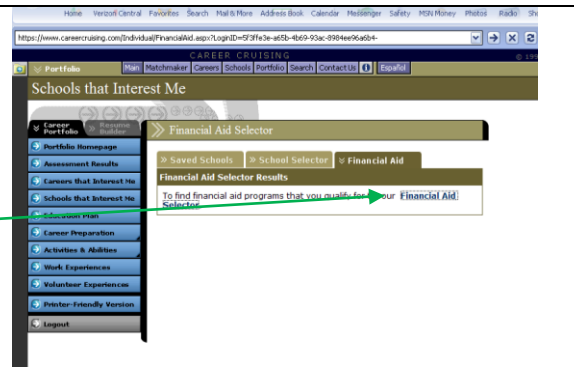 Home Verizon Central Favorites Search Mail & More Address Book Calendar Messenger Safety MSN Money Photos Radio
https://www.careercruising.com/Individual/FinancialAid.aspx?LoginID=5f3ffe3e-a65b-4b69-93ac-8984ee96a6b4-
CAREER CRUISING
Portfolio Main Matchmaker Careers Schools Portfolio Search Contact Us Español
Schools that Interest Me
Career Portfolio
Resume Builder
Financial Aid Selector
Portfolio Homepage
Assessment Results
Careers that Interest Me
Schools that Interest Me
Education Plan
Career Preparation
Activities & Abilities
Work Experiences
Volunteer Experiences
Printer-Friendly Version
Logout
Saved Schools School Selector Financial Aid
Financial Aid Selector Results
To find financial aid programs that you qualify for our Financial Aid
Selector